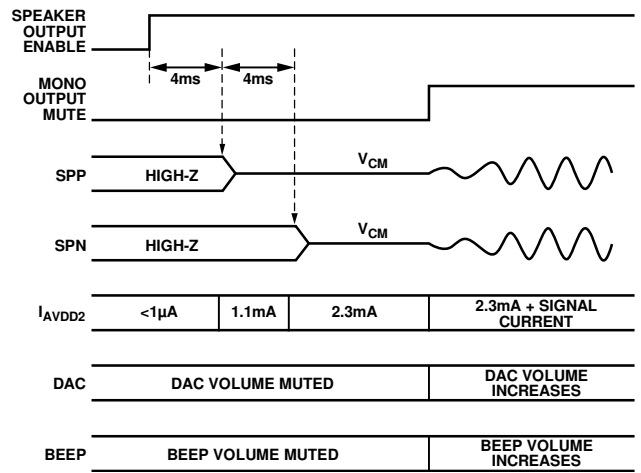 SPEAKER
OUTPUT
ENABLE
4ms 4ms
MONO
OUTPUT
MUTE
SPP HIGH-Z VCM
SPN HIGH-Z VCM
IAVDD2 <1µA 1.1mA 2.3mA 2.3mA + SIGNAL
CURRENT
DAC DAC VOLUME MUTED DAC VOLUME
INCREASES
BEEP BEEP VOLUME MUTED BEEP VOLUME
INCREASES